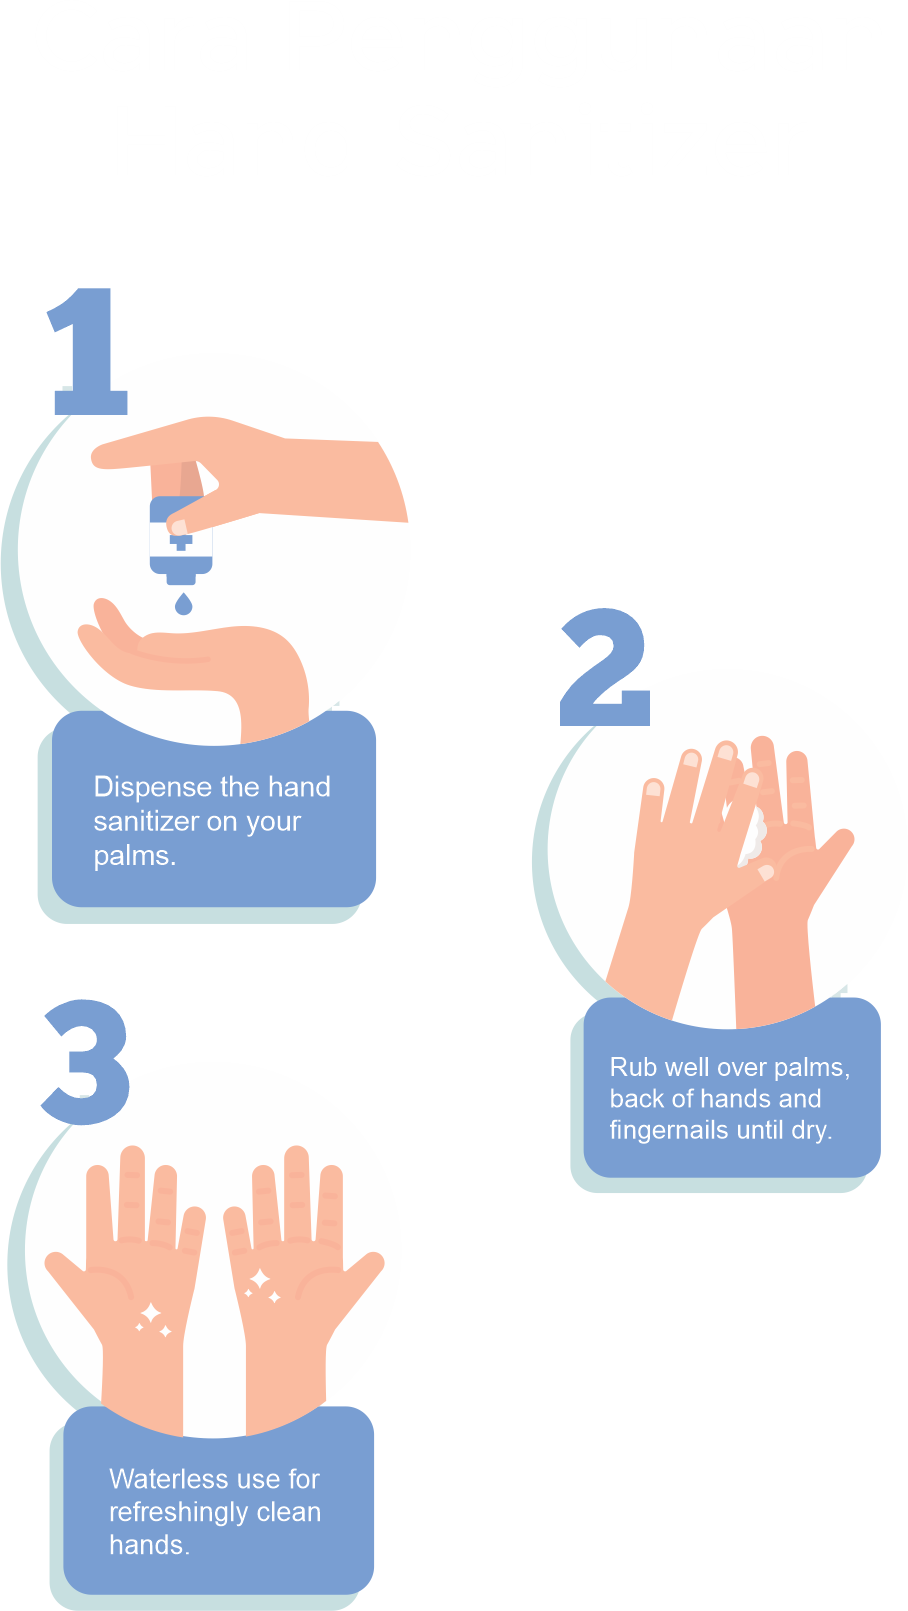 1
Dispense the hand
sanitizer on your
palms.
2
Rub well over palms,
back of hands and
fingernails until dry.
3
Waterless use for
refreshingly clean
hands.